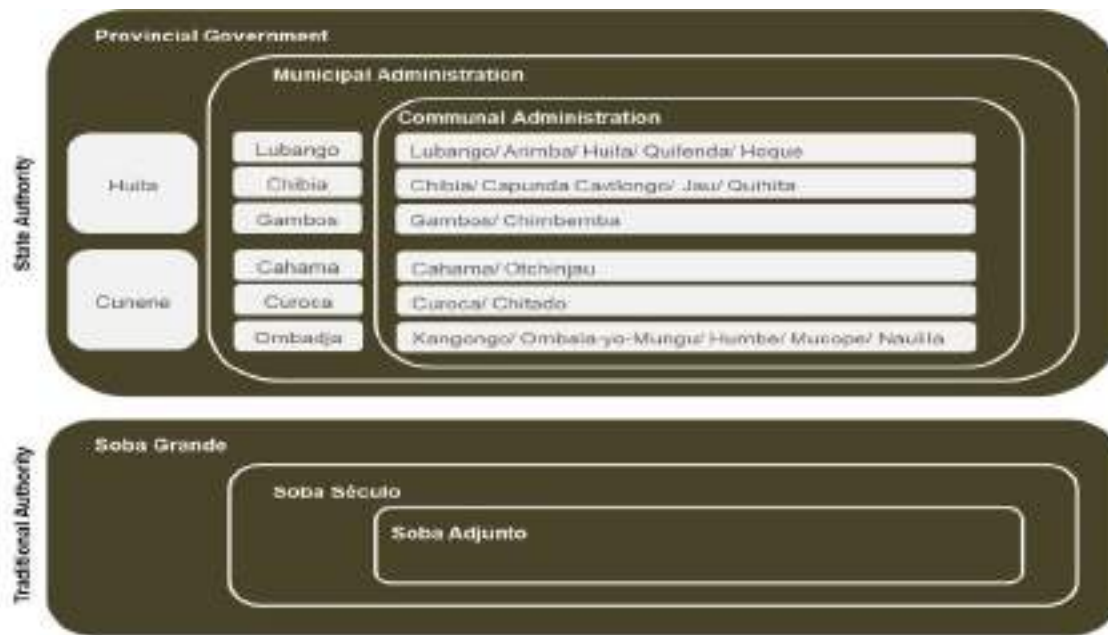 Provincial Government
Municipal Administration
Communal Administration
State Authority
Huila
Lubango
Lubango/ Arimba/ Huila/ Quilenda/ Hoque
Chibia
Chibia/ Capunda Cavilongo/ Jau/ Quihita
Gambos
Gambos/ Chimbemba
Cunene
Cahama
Cahama/ Otchinjau
Curoca
Curoca/ Chitado
Ombadja
Xangongo/ Ombala-yo-Mungu/ Humbe/ Mucope/ Naulila
Traditional Authority
Soba Grande
Soba Século
Soba Adjunto